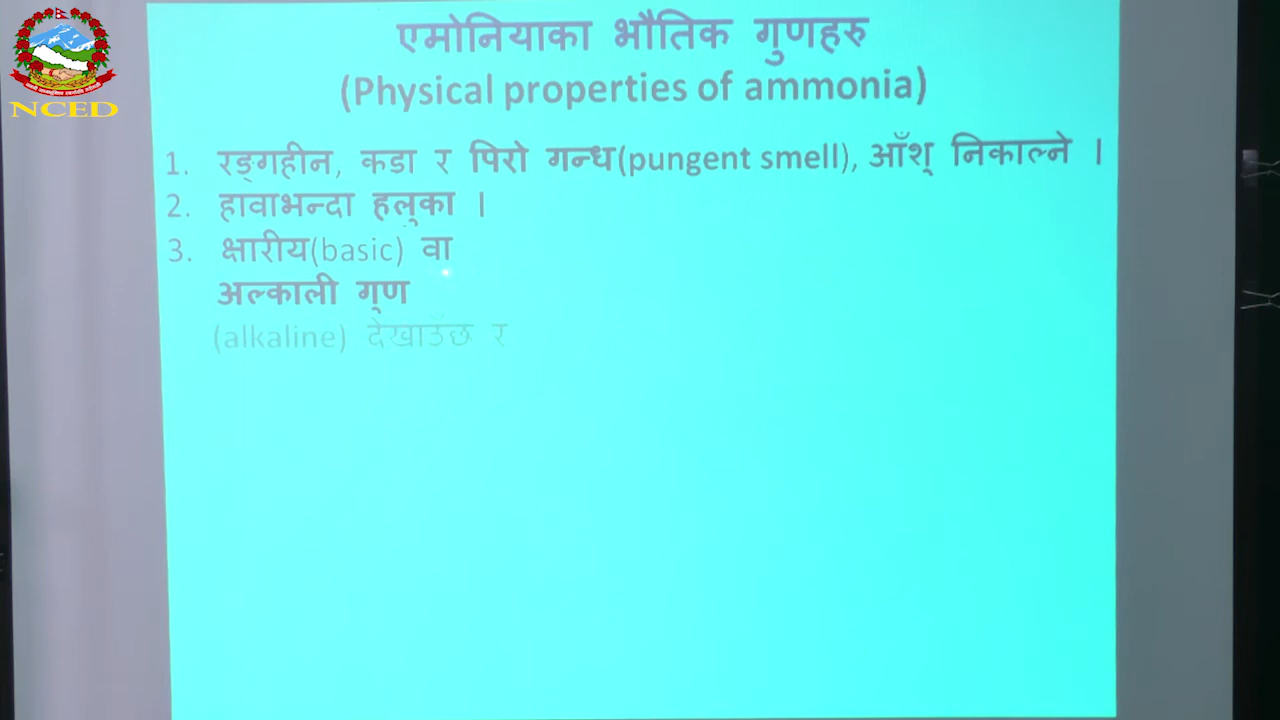 एमोनियाका भौतिक गुणहरु
(Physical properties of ammonia)
1. रङ्गहीन, कडा र पिरो गन्ध(pungent smell), आँशु निकाल्ने ।
2. हावाभन्दा हलुका ।
3. क्षारीय(basic) वा
अल्काली गुण
(alkaline) देखाउँछ र
NCED